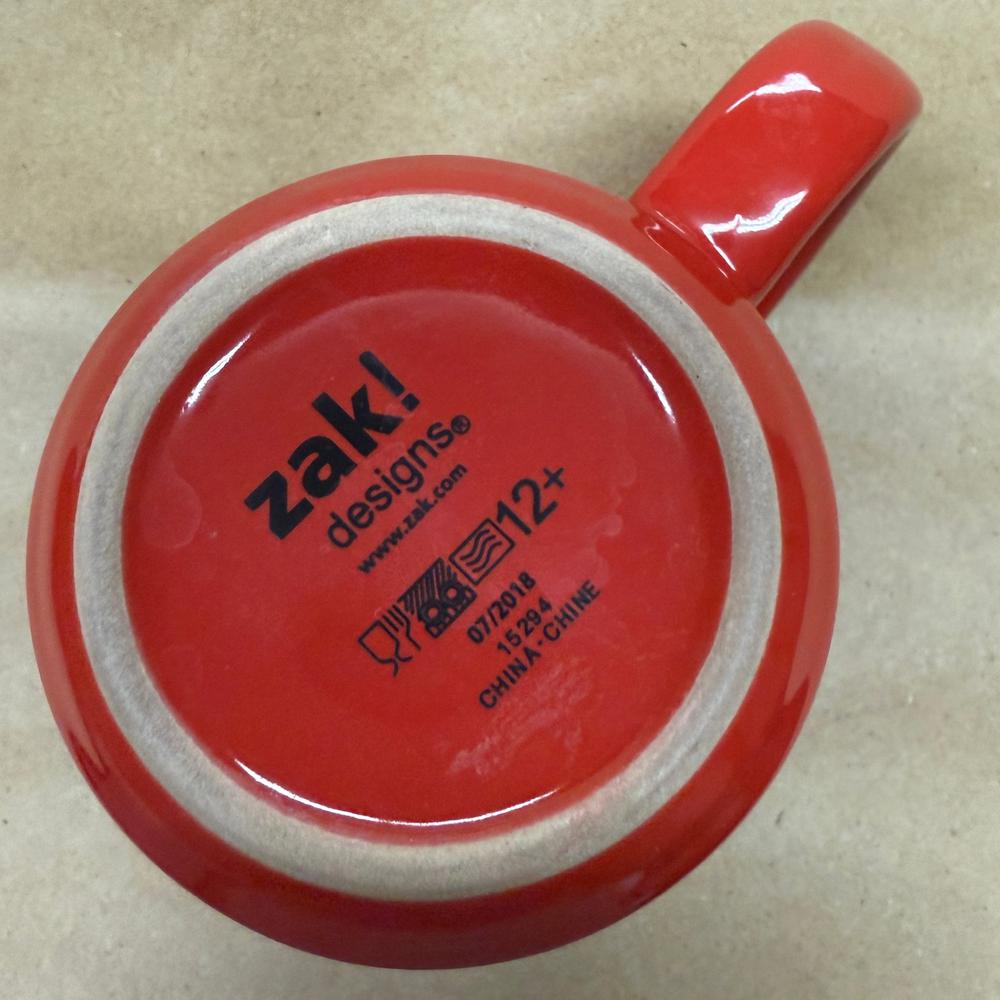 zak!
designs®
www.zak.com
12+
07/2018
15294
CHINA-CHINE